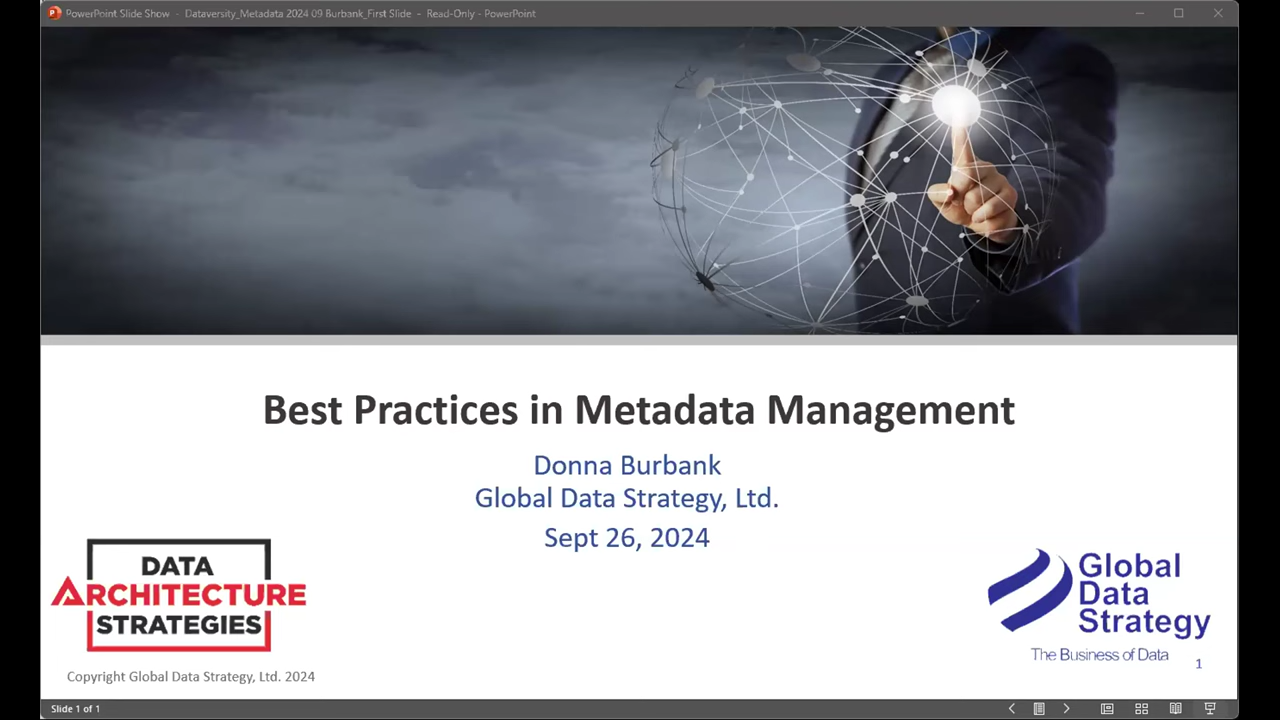 PowerPoint Slide Show - Dataversity_Metadata 2024 09 Burbank_First Slide - Read-Only - PowerPoint
Best Practices in Metadata Management
Donna Burbank
Global Data Strategy, Ltd.
Sept 26, 2024
DATA
ARCHITECTURE
STRATEGIES
Global
Data
Strategy
The Business of Data
1
Copyright Global Data Strategy, Ltd. 2024
Slide 1 of 1